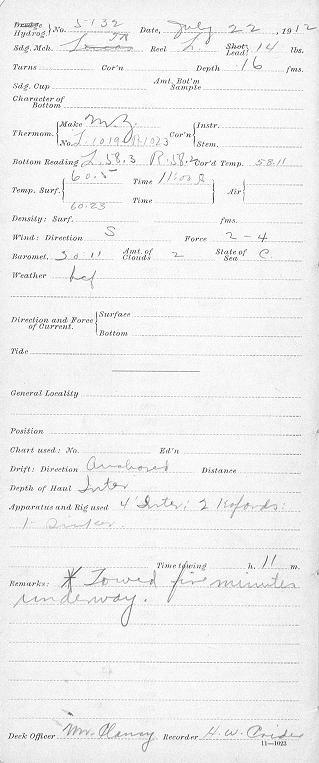 Dredge Hydrog. } No. 5132 Date, July 22, 1912
Sdg. Mch. Lucas Reel L. Shot Lead 14 lbs.
Turns Cor'n Depth 16 fms.
Sdg. Cup Amt. Bot'm Sample
Character of Bottom
Thermom. { Make M.Z. Cor'n { Instr.
No. L.1019 R.1023 Stem.
Bottom Reading L.58.3 R.58.2 Cor'd Temp. 58.11
Temp. Surf. { 60.5 Time 11:00 a Air {
60.23 Time
Density: Surf. fms.
Wind: Direction S Force 2-4
Baromet. 30.11 Amt. of Clouds 2 State of Sea C
Weather bcf
Direction and Force of Current. { Surface
Bottom
Tide
General Locality
Position
Chart used: No. Ed'n
Drift: Direction Anchored Distance
Depth of Haul Inter
Apparatus and Rig used 4' Inter; 2 Kofoids;
1 Sinker.
Time towing h. 11 m.
Remarks: * Towed five minutes
underway.
Deck Officer Mr. Clancy Recorder H.W.
11—1023